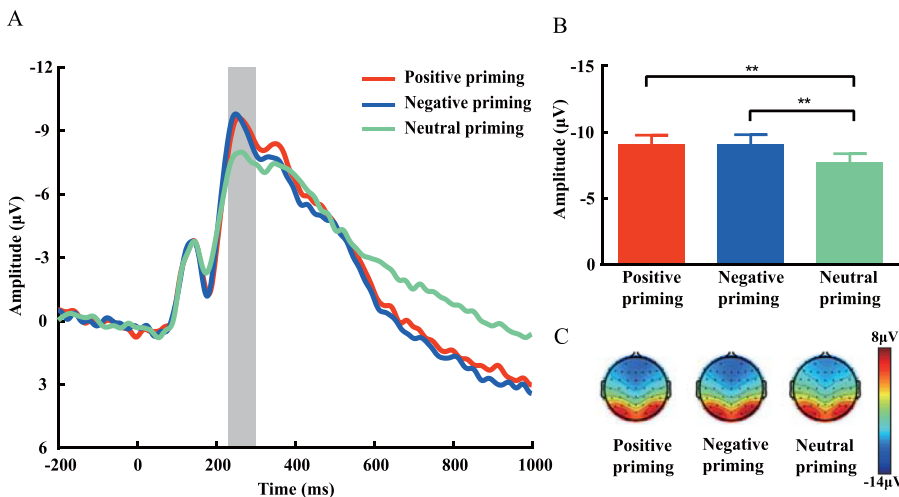 A
-12
-9
-6
-3
0
3
6
Amplitude (µV)
-200
0
200
400
600
800
1000
Time (ms)
Positive priming
Negative priming
Neutral priming
B
-15
-10
-5
0
Amplitude (µV)
**
**
Positive
priming
Negative
priming
Neutral
priming
C
8µV
-14µV
Positive
priming
Negative
priming
Neutral
priming